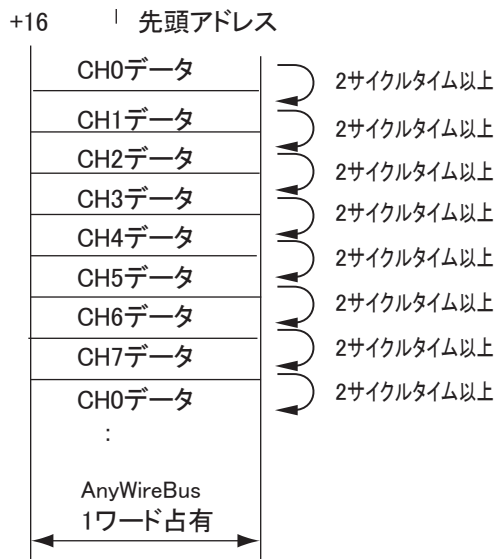 +16 先頭アドレス
CH0データ
2サイクルタイム以上
CH1データ
2サイクルタイム以上
CH2データ
2サイクルタイム以上
CH3データ
2サイクルタイム以上
CH4データ
2サイクルタイム以上
CH5データ
2サイクルタイム以上
CH6データ
2サイクルタイム以上
CH7データ
2サイクルタイム以上
CH0データ
:
AnyWireBus
1ワード占有